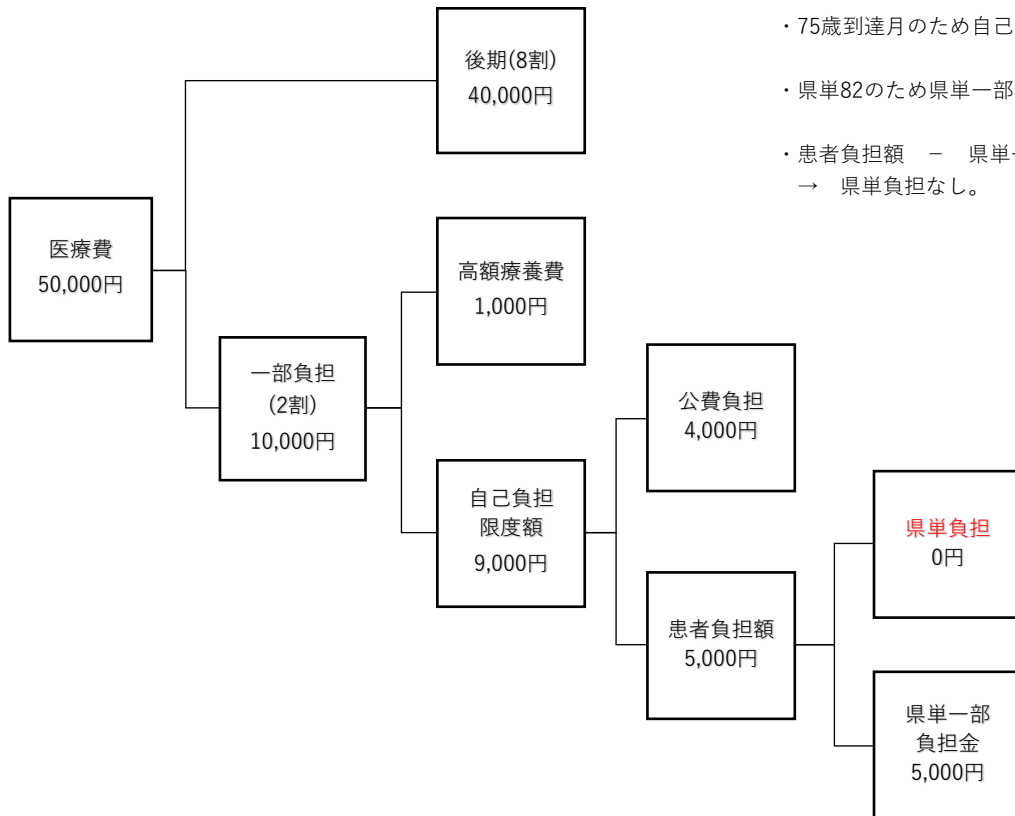 ・75歳到達月のため自己
・県単82のため県単一部
・患者負担額　－　県単
→　県単負担なし。
後期(8割)
40,000円
医療費
50,000円
高額療養費
1,000円
一部負担
(2割)
10,000円
公費負担
4,000円
自己負担
限度額
9,000円
県単負担
0円
患者負担額
5,000円
県単一部
負担金
5,000円